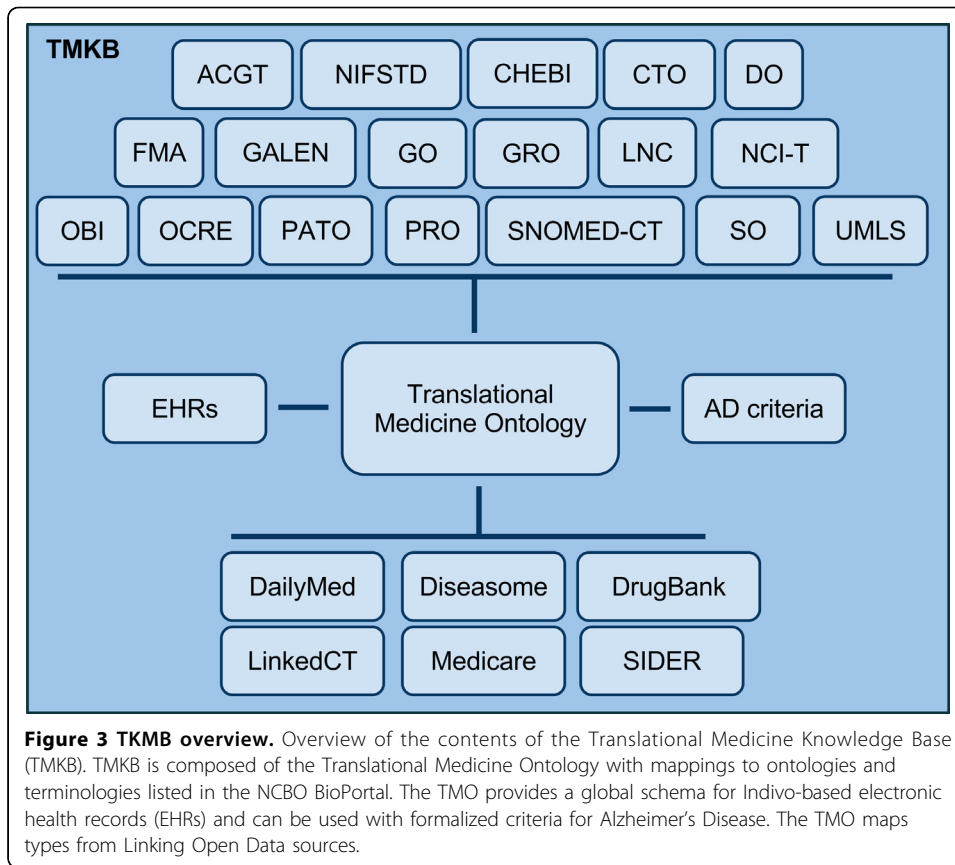 TMKB
ACGT NIFSTD CHEBI CTO DO
FMA GALEN GO GRO LNC NCI-T
OBI OCRE PATO PRO SNOMED-CT SO UMLS
EHRs
Translational
Medicine Ontology
AD criteria
DailyMed Diseasome DrugBank
LinkedCT Medicare SIDER
Figure 3 TKMB overview. Overview of the contents of the Translational Medicine Knowledge Base
(TMKB). TMKB is composed of the Translational Medicine Ontology with mappings to ontologies and
terminologies listed in the NCBO BioPortal. The TMO provides a global schema for Indivo-based electronic
health records (EHRs) and can be used with formalized criteria for Alzheimer's Disease. The TMO maps
types from Linking Open Data sources.